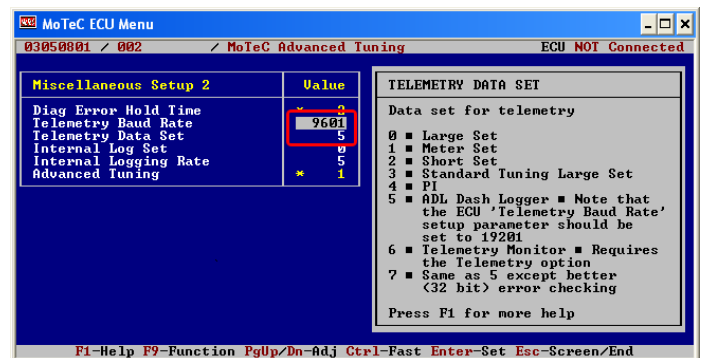 MoTeC ECU Menu
03050801 / 002 / MoTeC Advanced Tuning ECU NOT Connected
Miscellaneous Setup 2 Value
Diag Error Hold Time *
Telemetry Baud Rate 9601
Telemetry Data Set 5
Internal Log Set 0
Internal Logging Rate 5
Advanced Tuning * 1
TELEMETRY DATA SET
Data set for telemetry
0 ■ Large Set
1 ■ Meter Set
2 ■ Short Set
3 ■ Standard Tuning Large Set
4 ■ PI
5 ■ ADL Dash Logger ■ Note that
the ECU 'Telemetry Baud Rate'
setup parameter should be
set to 19201
6 ■ Telemetry Monitor ■ Requires
the Telemetry option
7 ■ Same as 5 except better
(32 bit) error checking
Press F1 for more help
F1-Help F9-Function PgUp/Dn-Adj Ctrl-Fast Enter-Set Esc-Screen/End